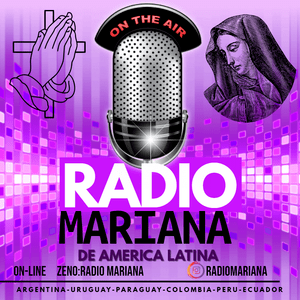 ON THE AIR
RADIO
MARIANA
DE AMERICA LATINA
ON-LINE ZENO:RADIO MARIANA RADIOMARIANA
ARGENTINA-URUGUAY-PARAGUAY-COLOMBIA-PERU-ECUADOR